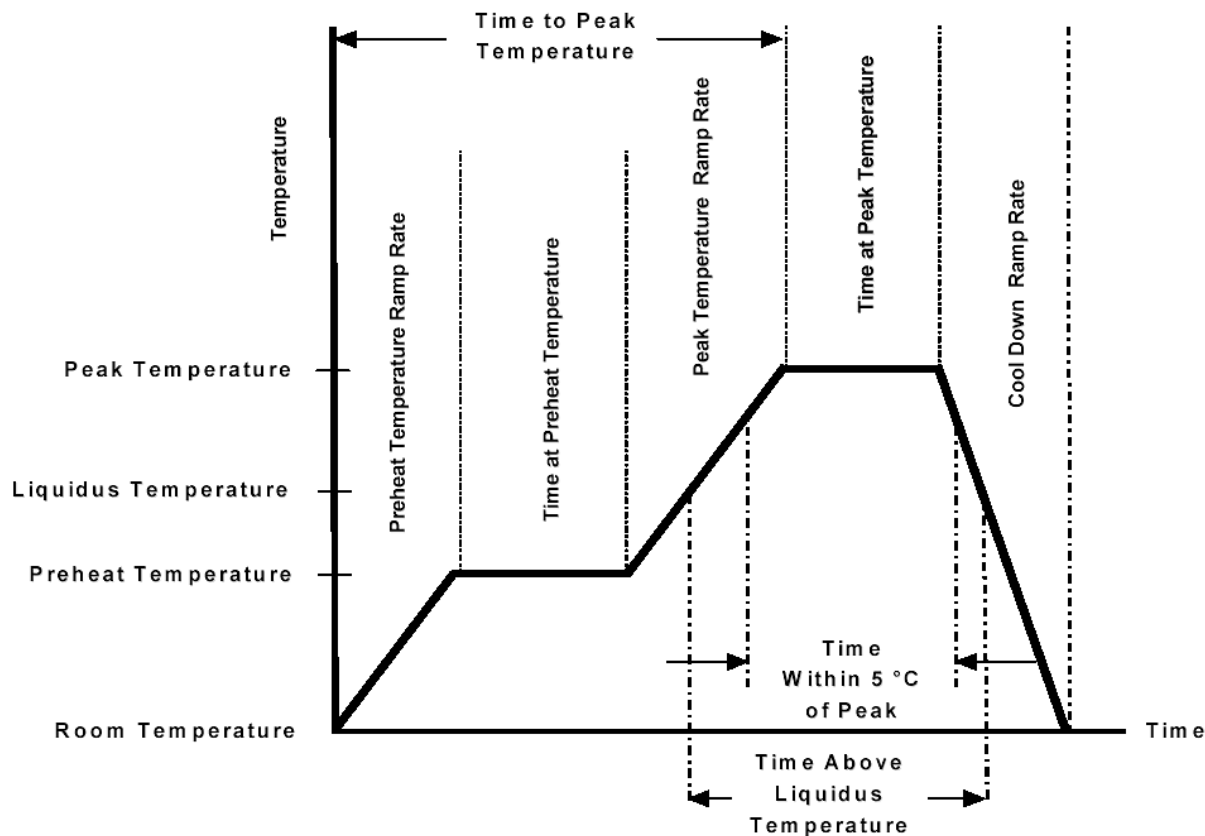 Time to Peak
Temperature
Temperature
Preheat Temperature Ramp Rate
Time at Preheat Temperature
Peak Temperature Ramp Rate
Time at Peak Temperature
Cool Down Ramp Rate
Peak Temperature
Liquidus Temperature
Preheat Temperature
Room Temperature
Time
Within 5 °C
of Peak
Time
Time Above
Liquidus
Temperature